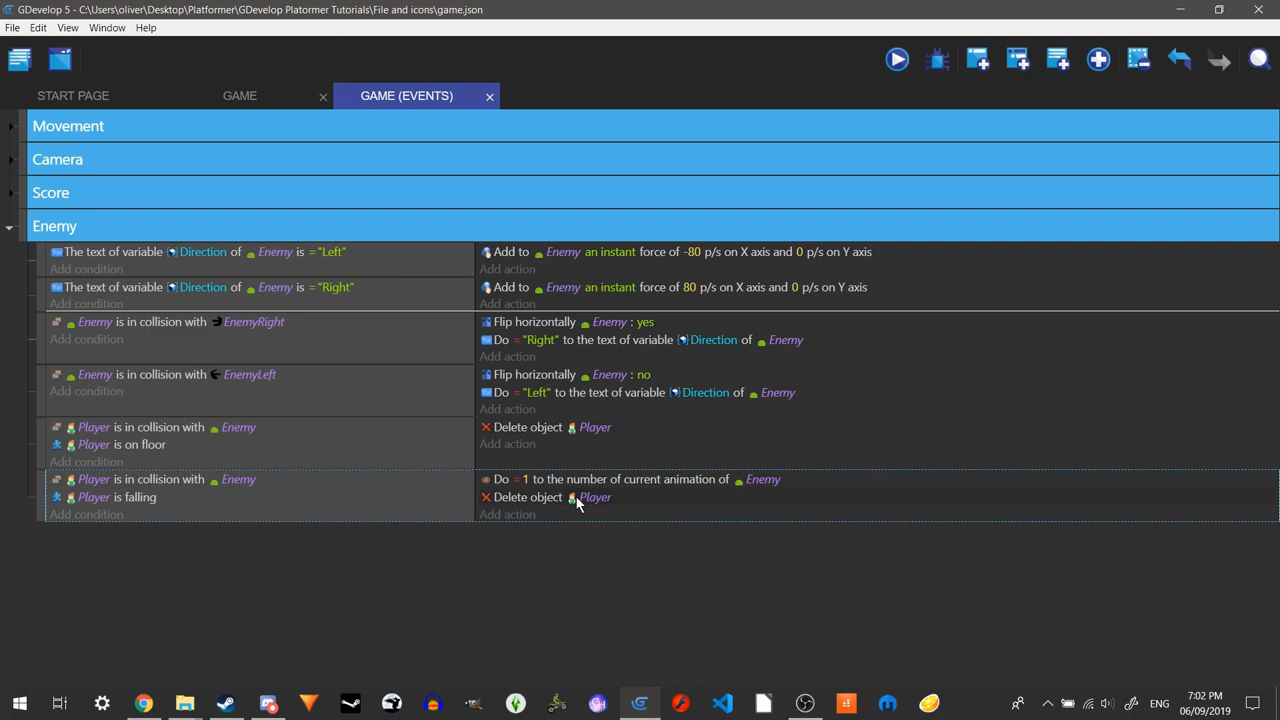 GDevelop 5 - C:\Users\oliver\Desktop\Platformer\GDevelop Platormer Tutorials\File and icons\game.json
File Edit View Window Help
START PAGE GAME GAME (EVENTS)
Movement
Camera
Score
Enemy
The text of variable Direction of Enemy is = "Left" Add to Enemy an instant force of -80 p/s on X axis and 0 p/s on Y axis
Add condition Add action
The text of variable Direction of Enemy is = "Right" Add to Enemy an instant force of 80 p/s on X axis and 0 p/s on Y axis
Add condition Add action
Enemy is in collision with EnemyRight Flip horizontally Enemy : yes
Add condition Do = "Right" to the text of variable Direction of Enemy
Add action
Enemy is in collision with EnemyLeft Flip horizontally Enemy : no
Add condition Do = "Left" to the text of variable Direction of Enemy
Add action
Player is in collision with Enemy Delete object Player
Player is on floor Add action
Add condition
Player is in collision with Enemy Do = 1 to the number of current animation of Enemy
Player is falling Delete object Player
Add condition Add action
ENG
7:02 PM
06/09/2019